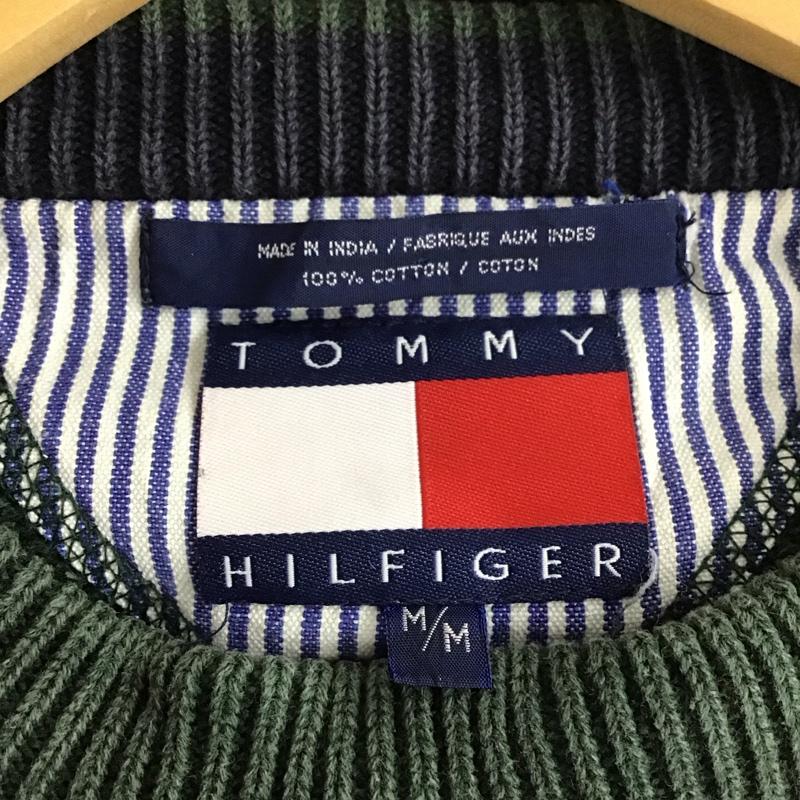 MADE IN INDIA / FABRIQUE AUX INDES
100% COTTON / COTON
TOMMY
HILFIGER
M/M